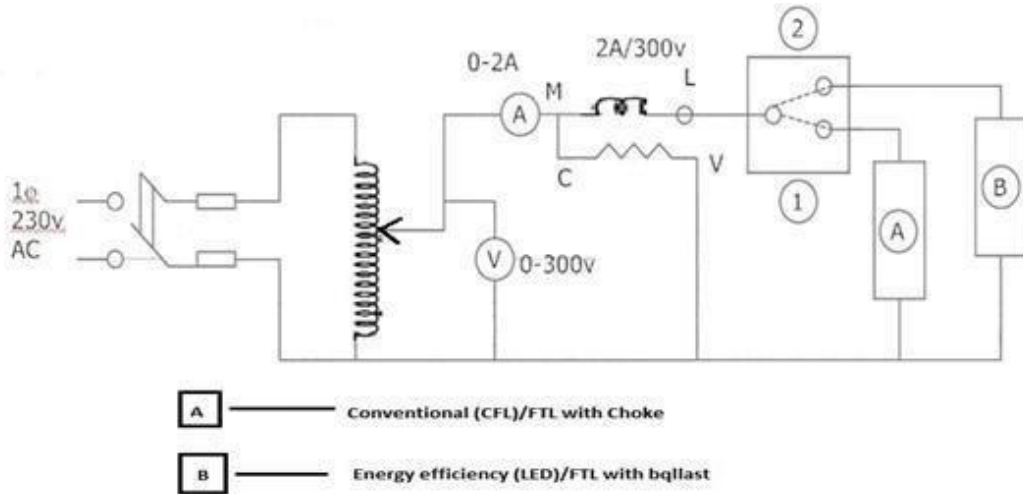 2
0-2A
2A/300v
M
L
A
C
V
1
1ɵ
230v
AC
V
0-300v
A
B
A Conventional (CFL)/FTL with Choke
B Energy efficiency (LED)/FTL with bqllast